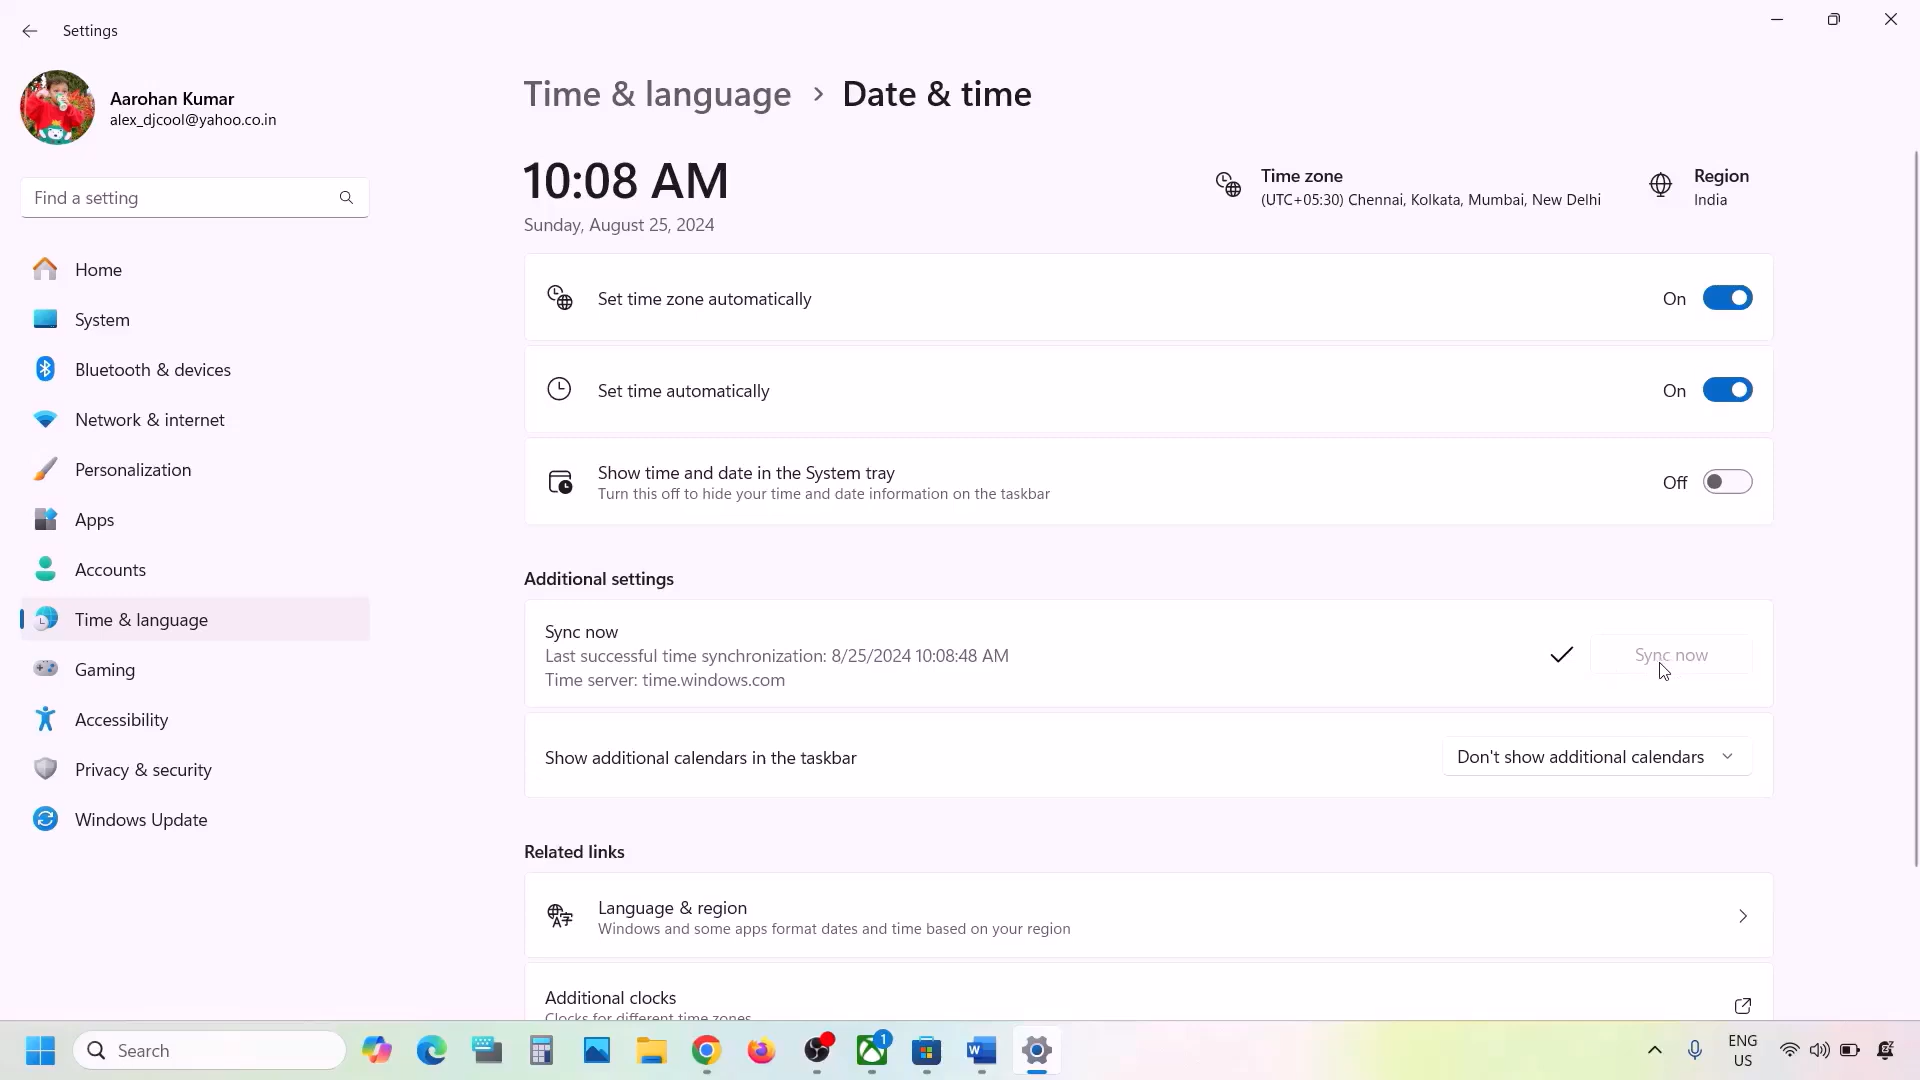 Settings
Aarohan Kumar
alex_djcool@yahoo.co.in
Find a setting
Home
System
Bluetooth & devices
Network & internet
Personalization
Apps
Accounts
Time & language
Gaming
Accessibility
Privacy & security
Windows Update
Time & language > Date & time
10:08 AM
Sunday, August 25, 2024
Time zone
(UTC+05:30) Chennai, Kolkata, Mumbai, New Delhi
Region
India
Set time zone automatically
On
Set time automatically
On
Show time and date in the System tray
Turn this off to hide your time and date information on the taskbar
Off
Additional settings
Sync now
Last successful time synchronization: 8/25/2024 10:08:48 AM
Time server: time.windows.com
Sync now
Show additional calendars in the taskbar
Don't show additional calendars
Related links
Language & region
Windows and some apps format dates and time based on your region
Additional clocks
Clocks for different time zones
Search
1
ENG
US